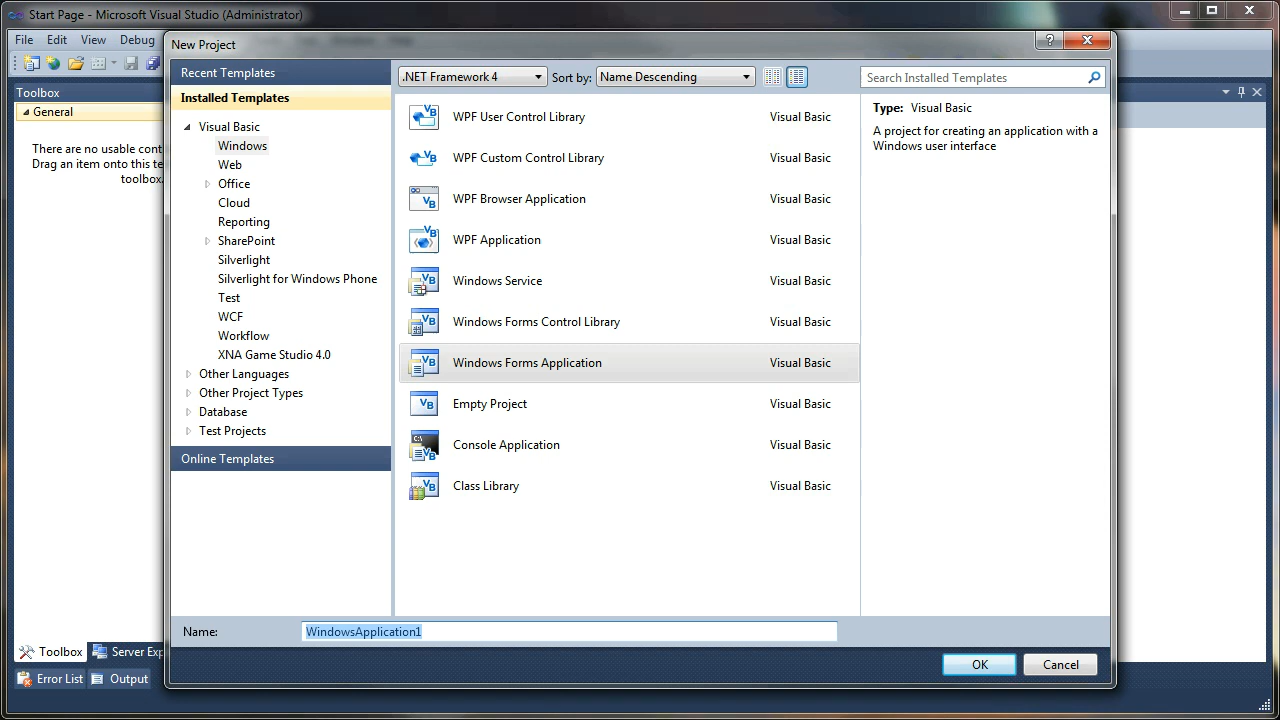 Start Page - Microsoft Visual Studio (Administrator)
File Edit View Debug
New Project
Toolbox
General
There are no usable cont
Drag an item onto this te
toolbox.
Recent Templates
Installed Templates
Visual Basic
Windows
Web
Office
Cloud
Reporting
SharePoint
Silverlight
Silverlight for Windows Phone
Test
WCF
Workflow
XNA Game Studio 4.0
Other Languages
Other Project Types
Database
Test Projects
Online Templates
.NET Framework 4 Sort by: Name Descending
Search Installed Templates
WPF User Control Library Visual Basic
WPF Custom Control Library Visual Basic
WPF Browser Application Visual Basic
WPF Application Visual Basic
Windows Service Visual Basic
Windows Forms Control Library Visual Basic
Windows Forms Application Visual Basic
Empty Project Visual Basic
Console Application Visual Basic
Class Library Visual Basic
Type: Visual Basic
A project for creating an application with a
Windows user interface
Name: WindowsApplication1
OK Cancel
Toolbox Server Exp
Error List Output